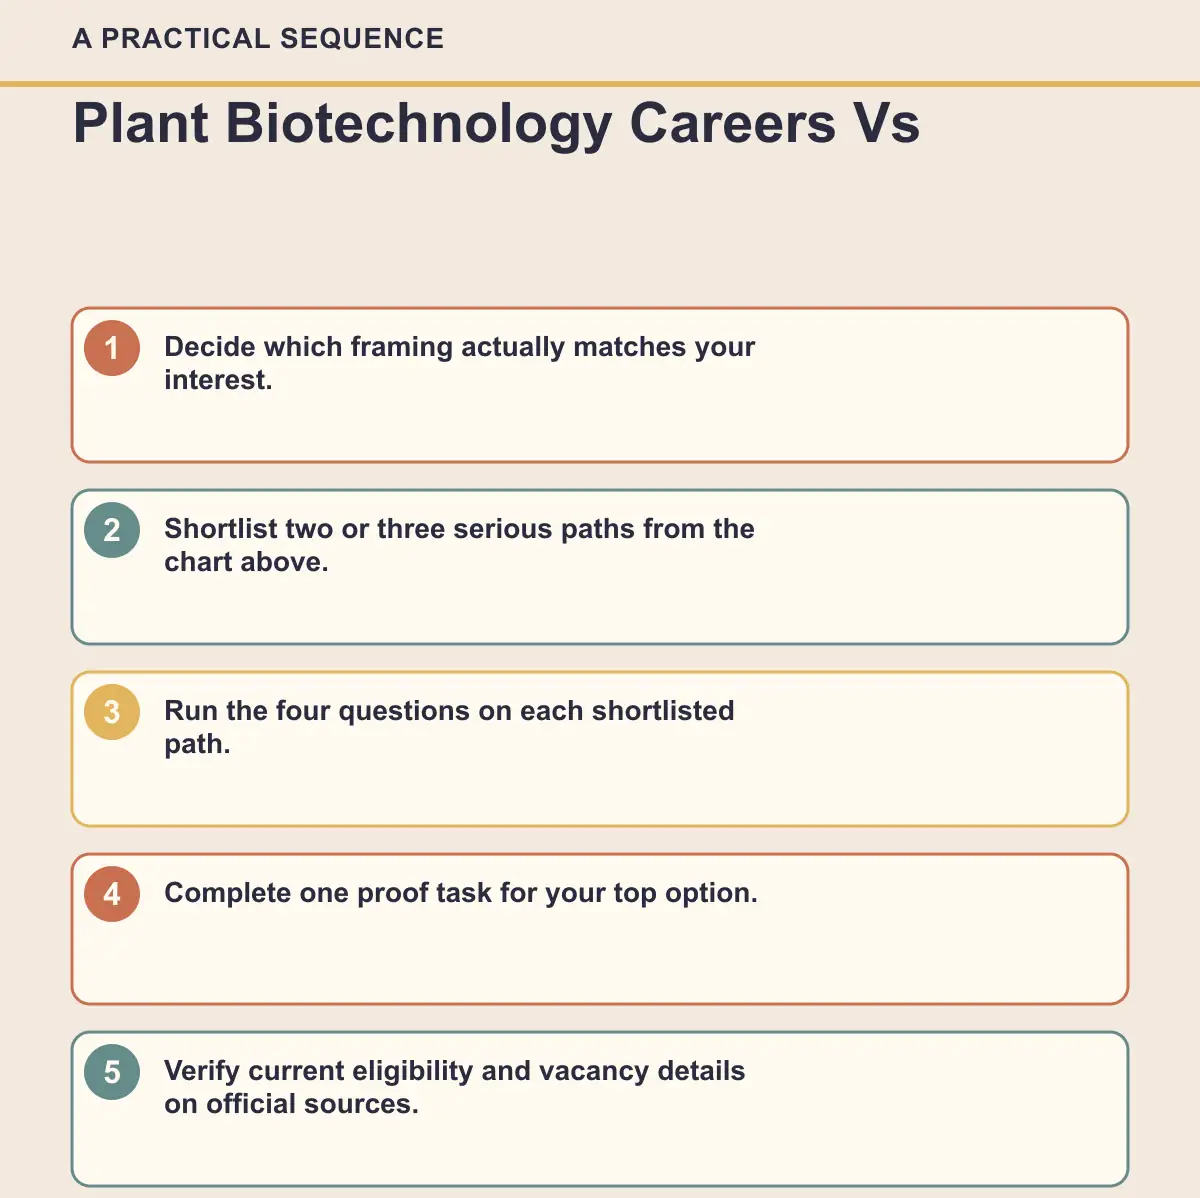 A PRACTICAL SEQUENCE
Plant Biotechnology Careers Vs
1
Decide which framing actually matches your
interest.
2
Shortlist two or three serious paths from the
chart above.
3
Run the four questions on each shortlisted
path.
4
Complete one proof task for your top option.
5
Verify current eligibility and vacancy details
on official sources.